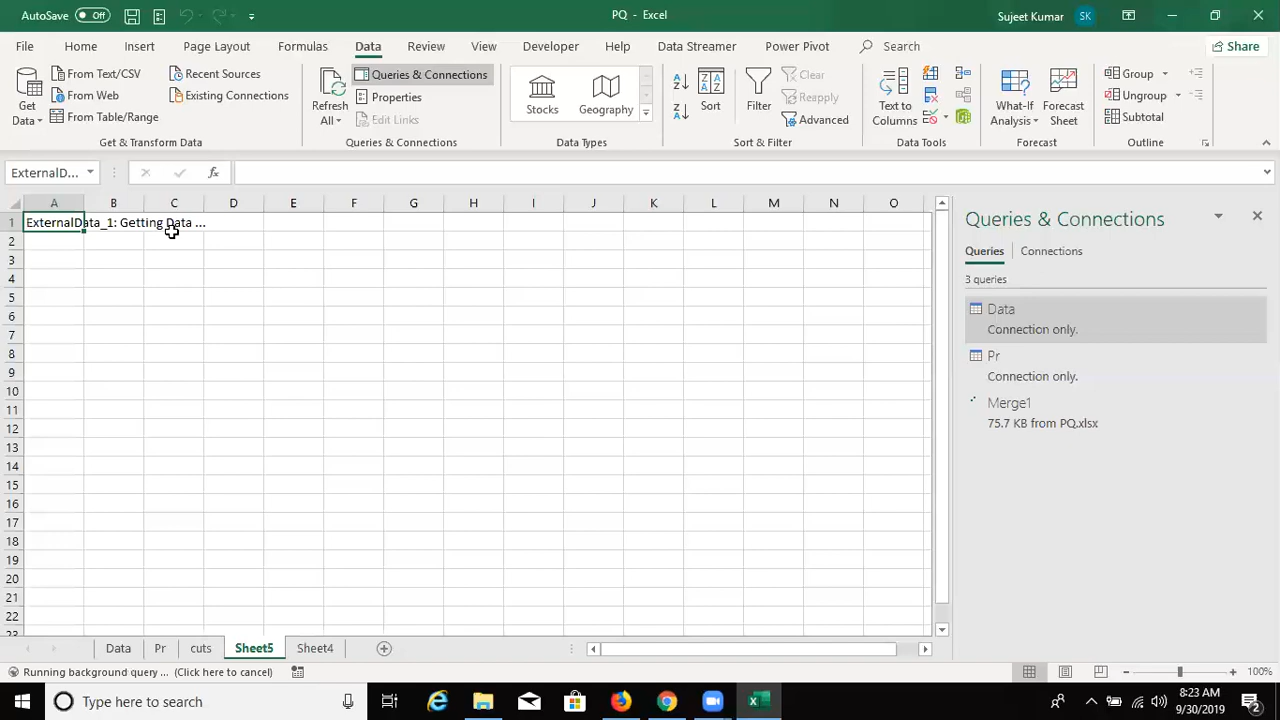 AutoSave Off
PQ - Excel
Sujeet Kumar SK
File Home Insert Page Layout Formulas Data Review View Developer Help Data Streamer Power Pivot Search Share
Get Data
From Text/CSV
From Web
From Table/Range
Recent Sources
Existing Connections
Get & Transform Data
Refresh All
Queries & Connections
Properties
Edit Links
Queries & Connections
Stocks
Geography
Data Types
Sort
Filter
Clear
Reapply
Advanced
Sort & Filter
Text to Columns
Data Tools
What-If Analysis
Forecast Sheet
Forecast
Group
Ungroup
Subtotal
Outline
ExternalD... fx
A B C D E F G H I J K L M N O
1 ExternalData_1: Getting Data ...
2
3
4
5
6
7
8
9
10
11
12
13
14
15
16
17
18
19
20
21
22
23
Queries & Connections
Queries Connections
3 queries
Data
Connection only.
Pr
Connection only.
Merge1
75.7 KB from PQ.xlsx
Data Pr cuts Sheet5 Sheet4
Running background query ... (Click here to cancel)
100%
Type here to search
8:23 AM
9/30/2019
2